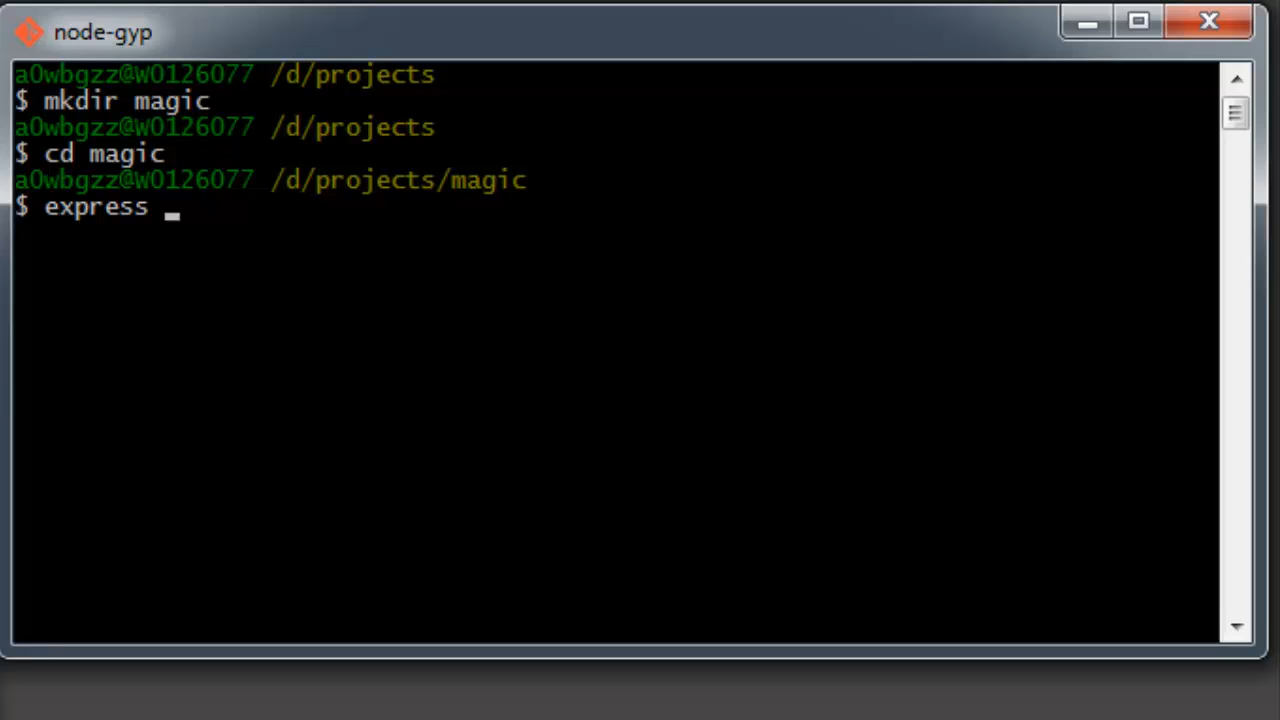 node-gyp
a0wbgzz@W0126077 /d/projects
$ mkdir magic
a0wbgzz@W0126077 /d/projects
$ cd magic
a0wbgzz@W0126077 /d/projects/magic
$ express _